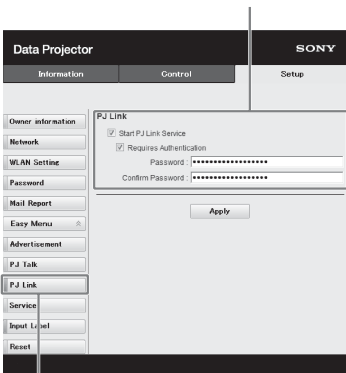 Data Projector SONY
Information Control Setup
Owner information
Network
WLAN Setting
Password
Mail Report
Easy Menu
Advertisement
PJ Talk
PJ Link
Service
Input Label
Reset
PJ Link
Start PJ Link Service
Requires Authentication
Password :
Confirm Password :
Apply